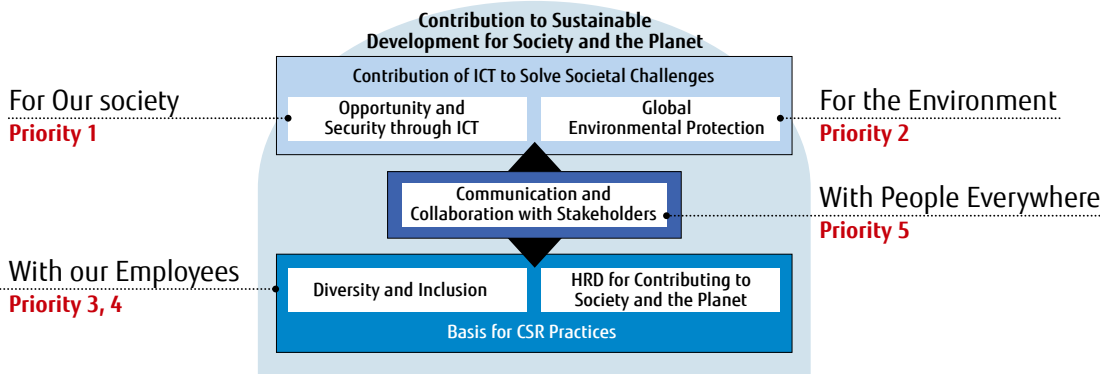 Contribution to Sustainable
Development for Society and the Planet
Contribution of ICT to Solve Societal Challenges
For Our society
Priority 1
Opportunity and
Security through ICT
Global
Environmental Protection
For the Environment
Priority 2
Communication and
Collaboration with Stakeholders
With People Everywhere
Priority 5
With our Employees
Priority 3, 4
Diversity and Inclusion
HRD for Contributing to
Society and the Planet
Basis for CSR Practices